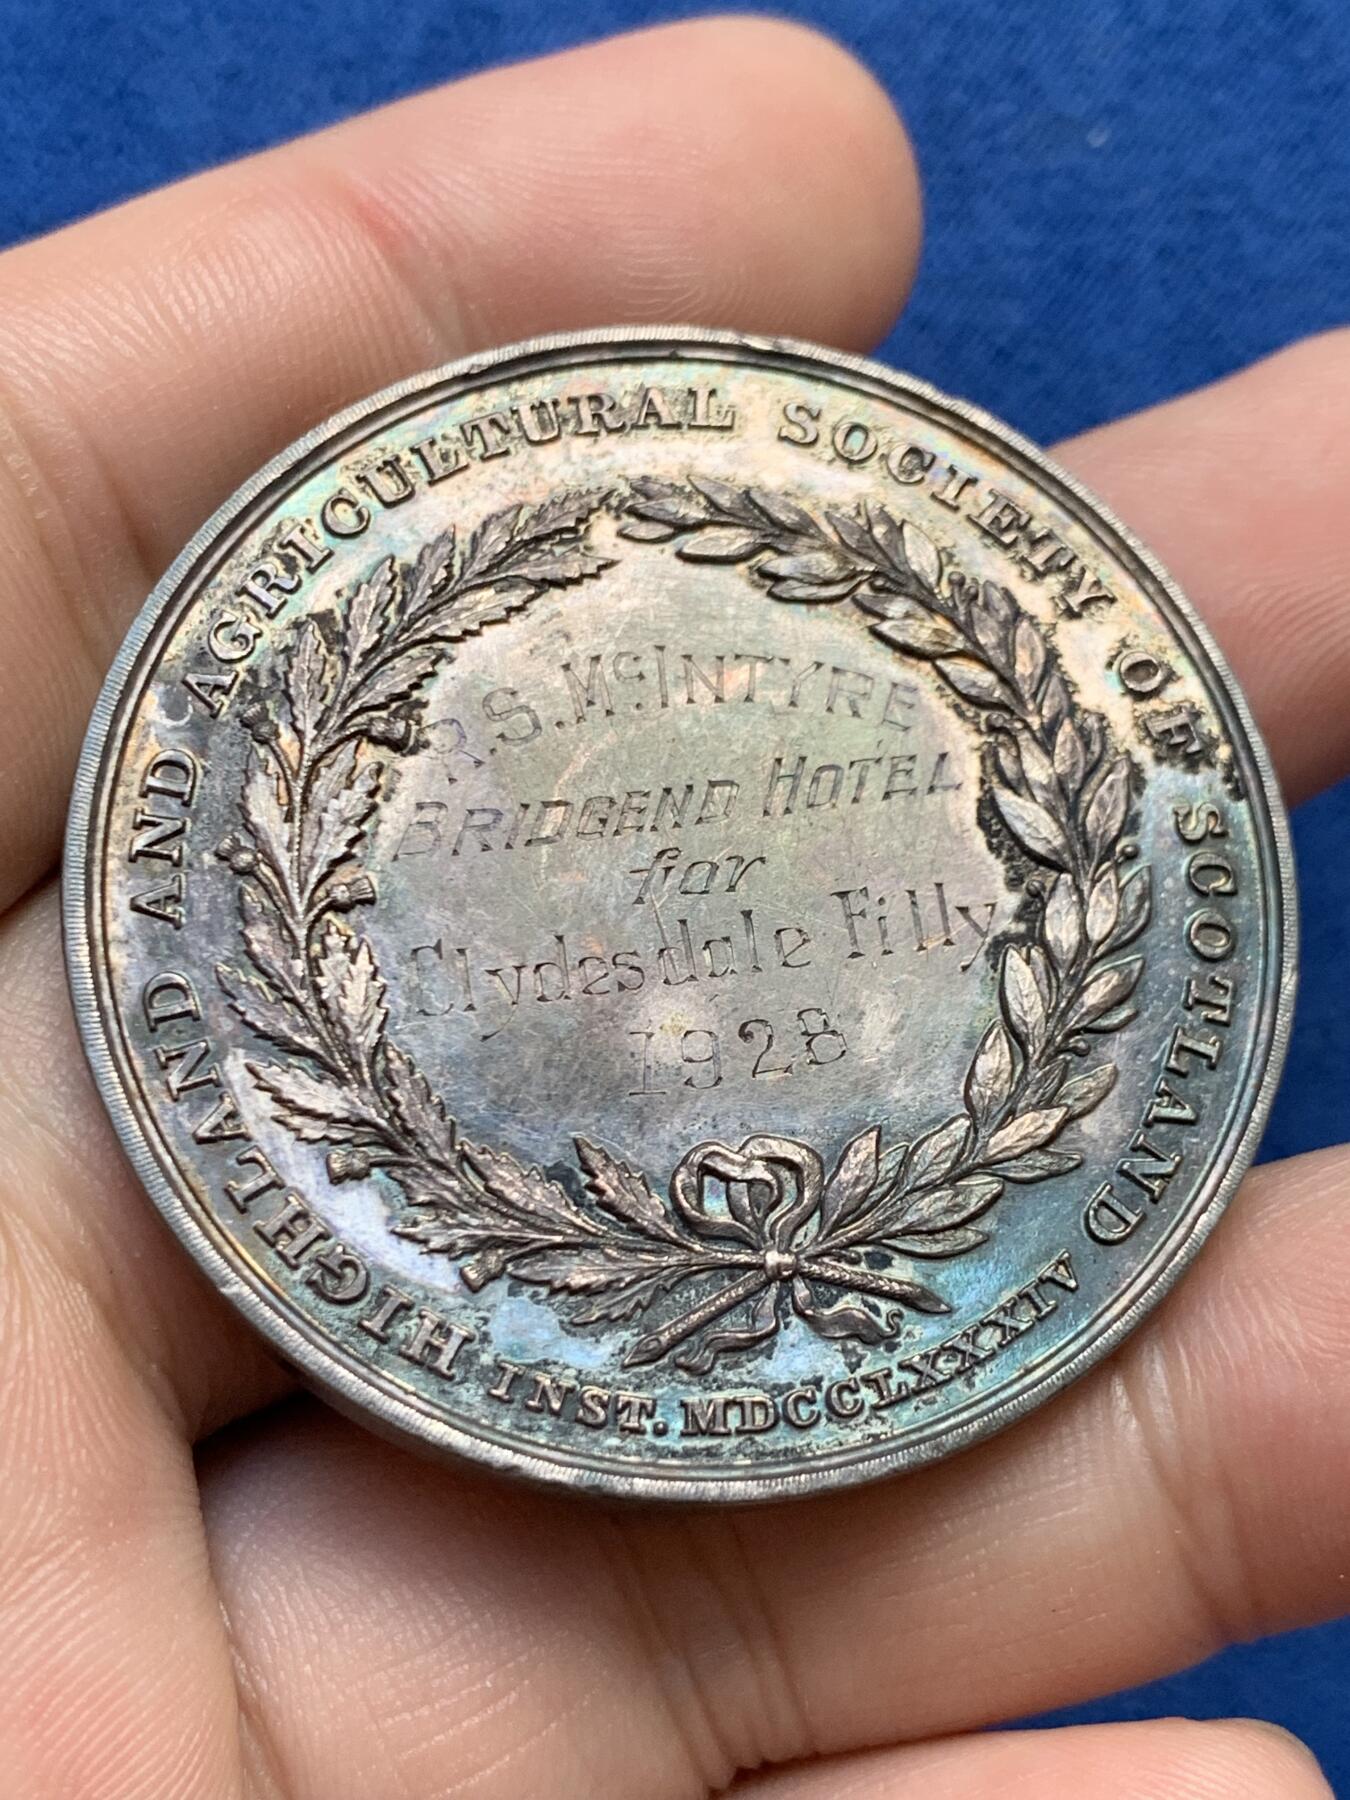 HIGHLAND AND AGRICULTURAL SOCIETY OF SCOTLAND
INST. MDCCLXXXIV
R.S. McINTYRE
BRIDGEND HOTEL
for
Clydesdale Filly
1928